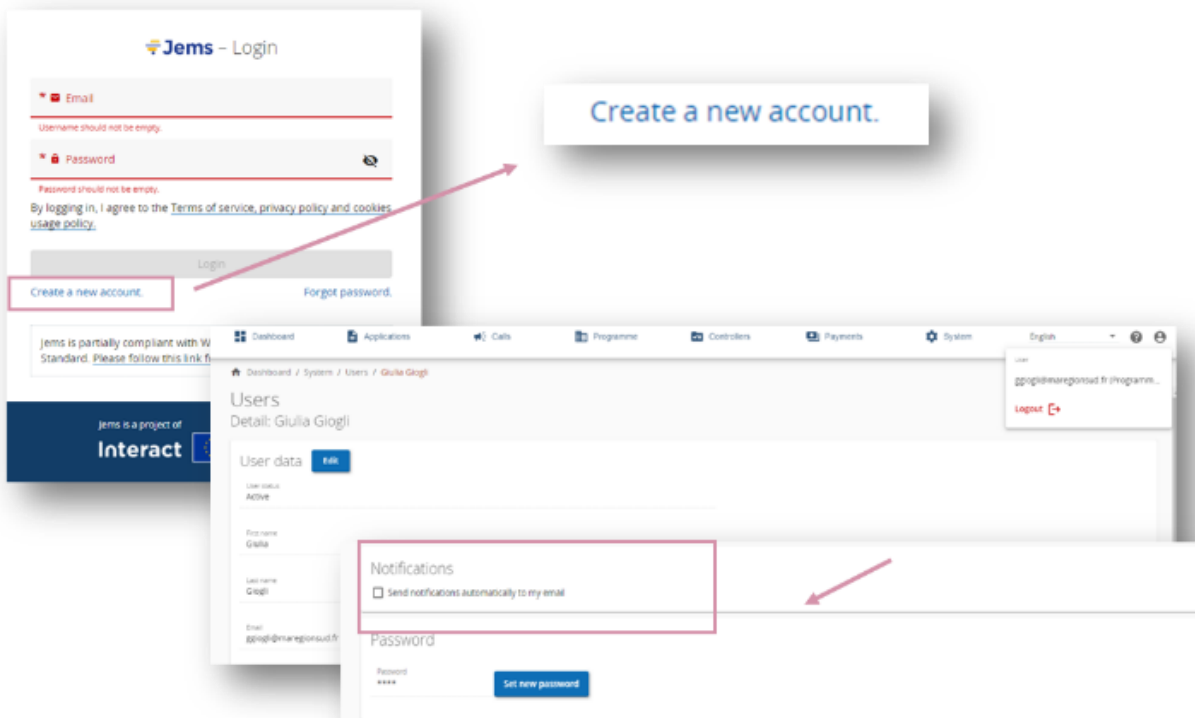 Jems – Login
* Email
Username should not be empty.
* Password
Password should not be empty.
By logging in, I agree to the Terms of service, privacy policy and cookies
usage policy.
Login
Create a new account.
Forgot password.
Jems is partially compliant with W
Standard. Please follow this link f
Jems is a project of
Interact
Create a new account.
Dashboard
Applications
Calls
Programme
Controllers
Payments
System
English
Dashboard / System / Users / Giulia Giogli
User
ggiogli@maregionsud.fr (Programm...
Logout
Users
Detail: Giulia Giogli
User data
Edit
User status
Active
First name
Giulia
Last name
Giogli
Email
ggiogli@maregionsud.fr
Notifications
Send notifications automatically to my email
Password
Password
****
Set new password